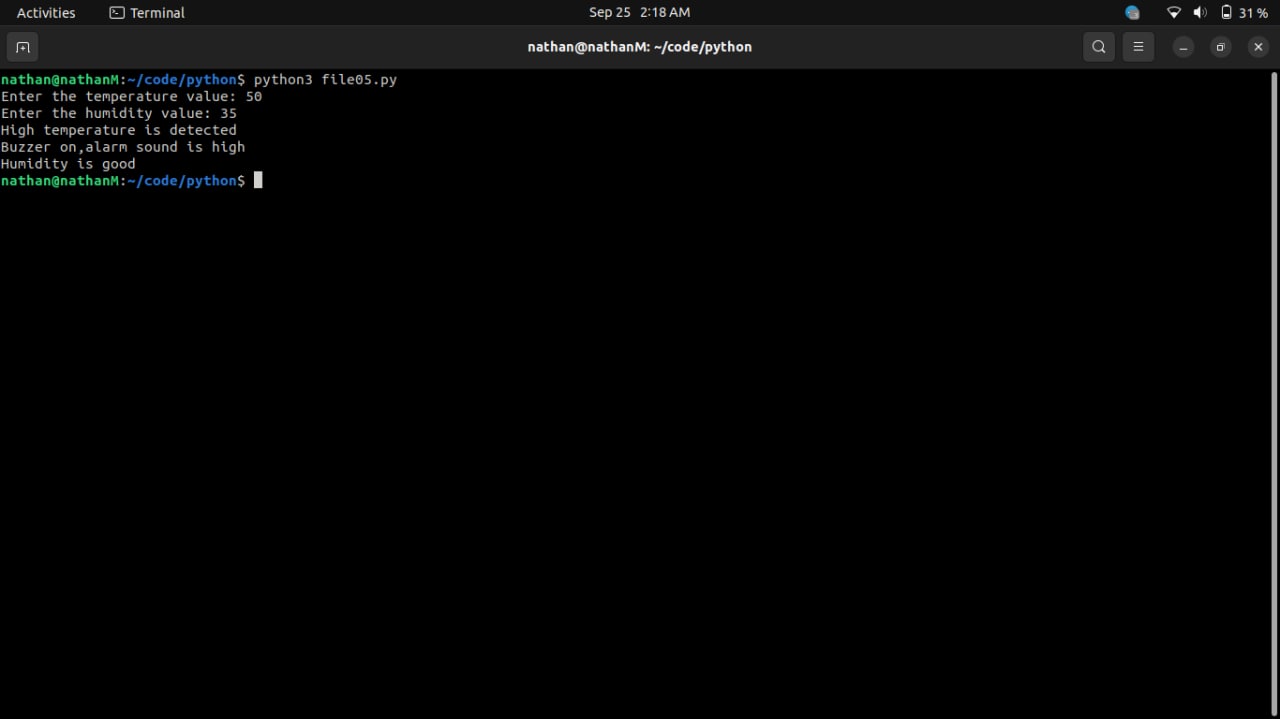 Activities Terminal Sep 25 2:18 AM 31 %
nathan@nathanM: ~/code/python
nathan@nathanM:~/code/python$ python3 file05.py
Enter the temperature value: 50
Enter the humidity value: 35
High temperature is detected
Buzzer on,alarm sound is high
Humidity is good
nathan@nathanM:~/code/python$